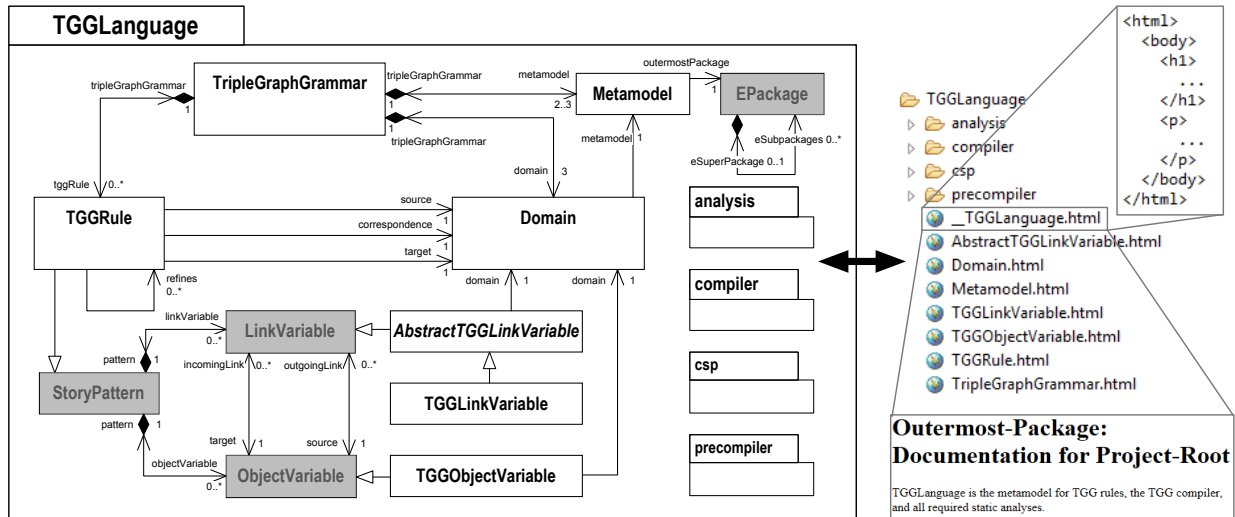 TGGLanguage
TripleGraphGrammar
tripleGraphGrammar
1
tripleGraphGrammar
1
1
tripleGraphGrammar
metamodel
2..3
Metamodel
outermostPackage
1
EPackage
metamodel
1
eSubpackages 0..*
eSuperPackage 0..1
tggRule
0..*
domain
3
TGGRule
source
1
correspondence
1
target
1
Domain
refines
0..*
domain
1
domain
1
linkVariable
0..*
LinkVariable
AbstractTGGLinkVariable
pattern
1
incomingLink
0..*
outgoingLink
0..*
StoryPattern
TGGLinkVariable
pattern
1
objectVariable
0..*
target
1
source
1
ObjectVariable
TGGObjectVariable
analysis
compiler
csp
precompiler
TGGLanguage
analysis
compiler
csp
precompiler
__TGGLanguage.html
AbstractTGGLinkVariable.html
Domain.html
Metamodel.html
TGGLinkVariable.html
TGGObjectVariable.html
TGGRule.html
TripleGraphGrammar.html
<html>
<body>
<h1>
...
</h1>
<p>
...
</p>
</body>
</html>
Outermost-Package:
Documentation for Project-Root
TGGLanguage is the metamodel for TGG rules, the TGG compiler,
and all required static analyses.